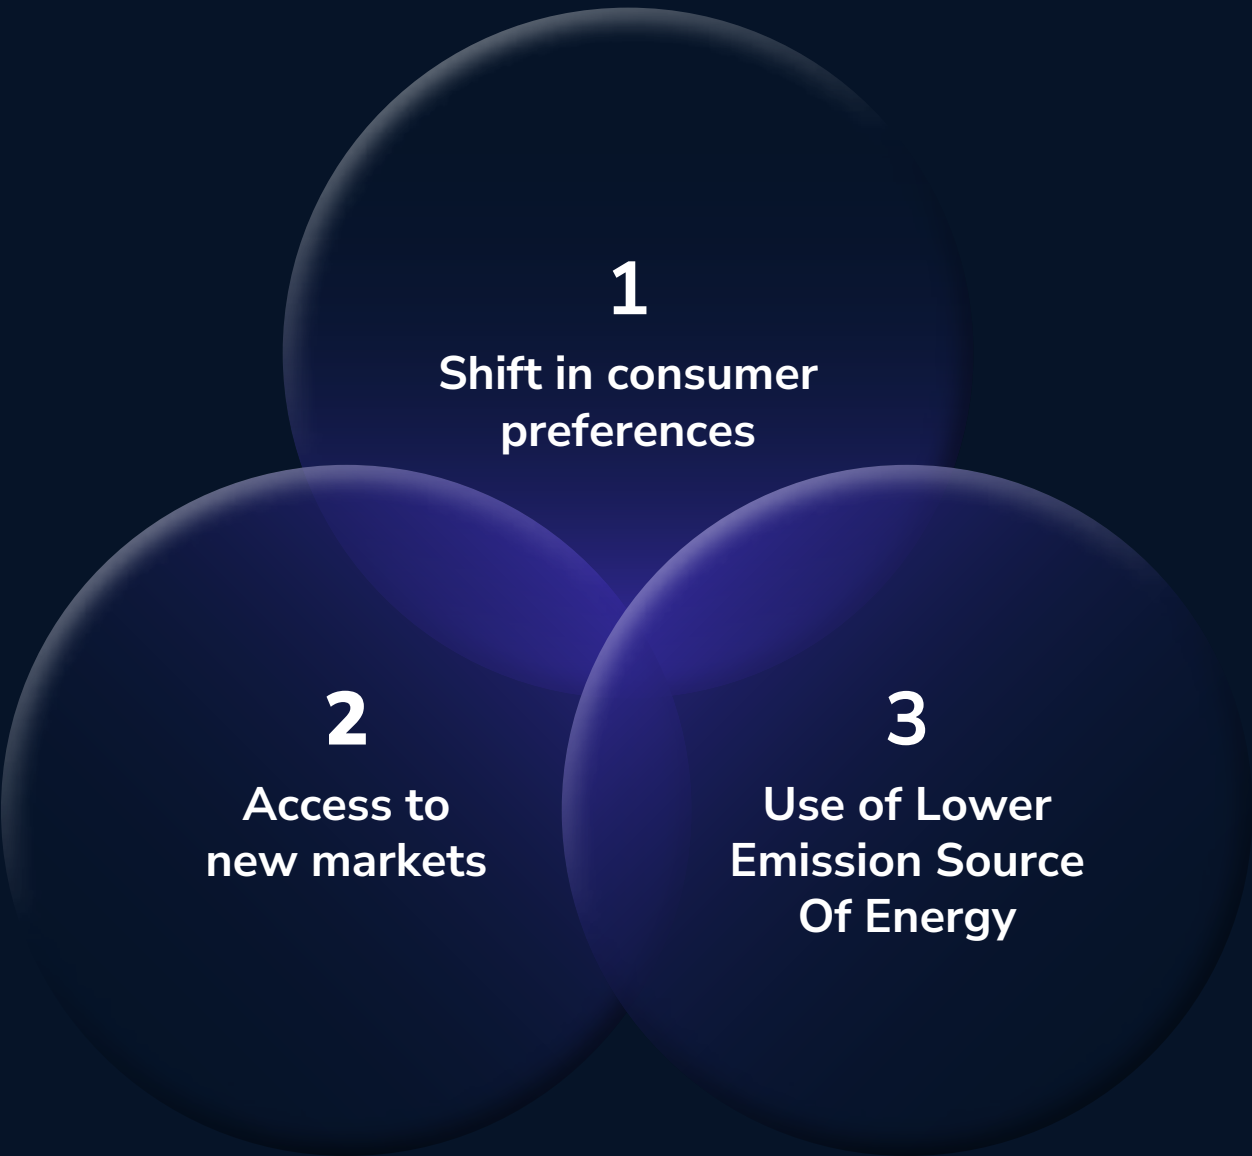 1
Shift in consumer
preferences
2
Access to
new markets
3
Use of Lower
Emission Source
Of Energy